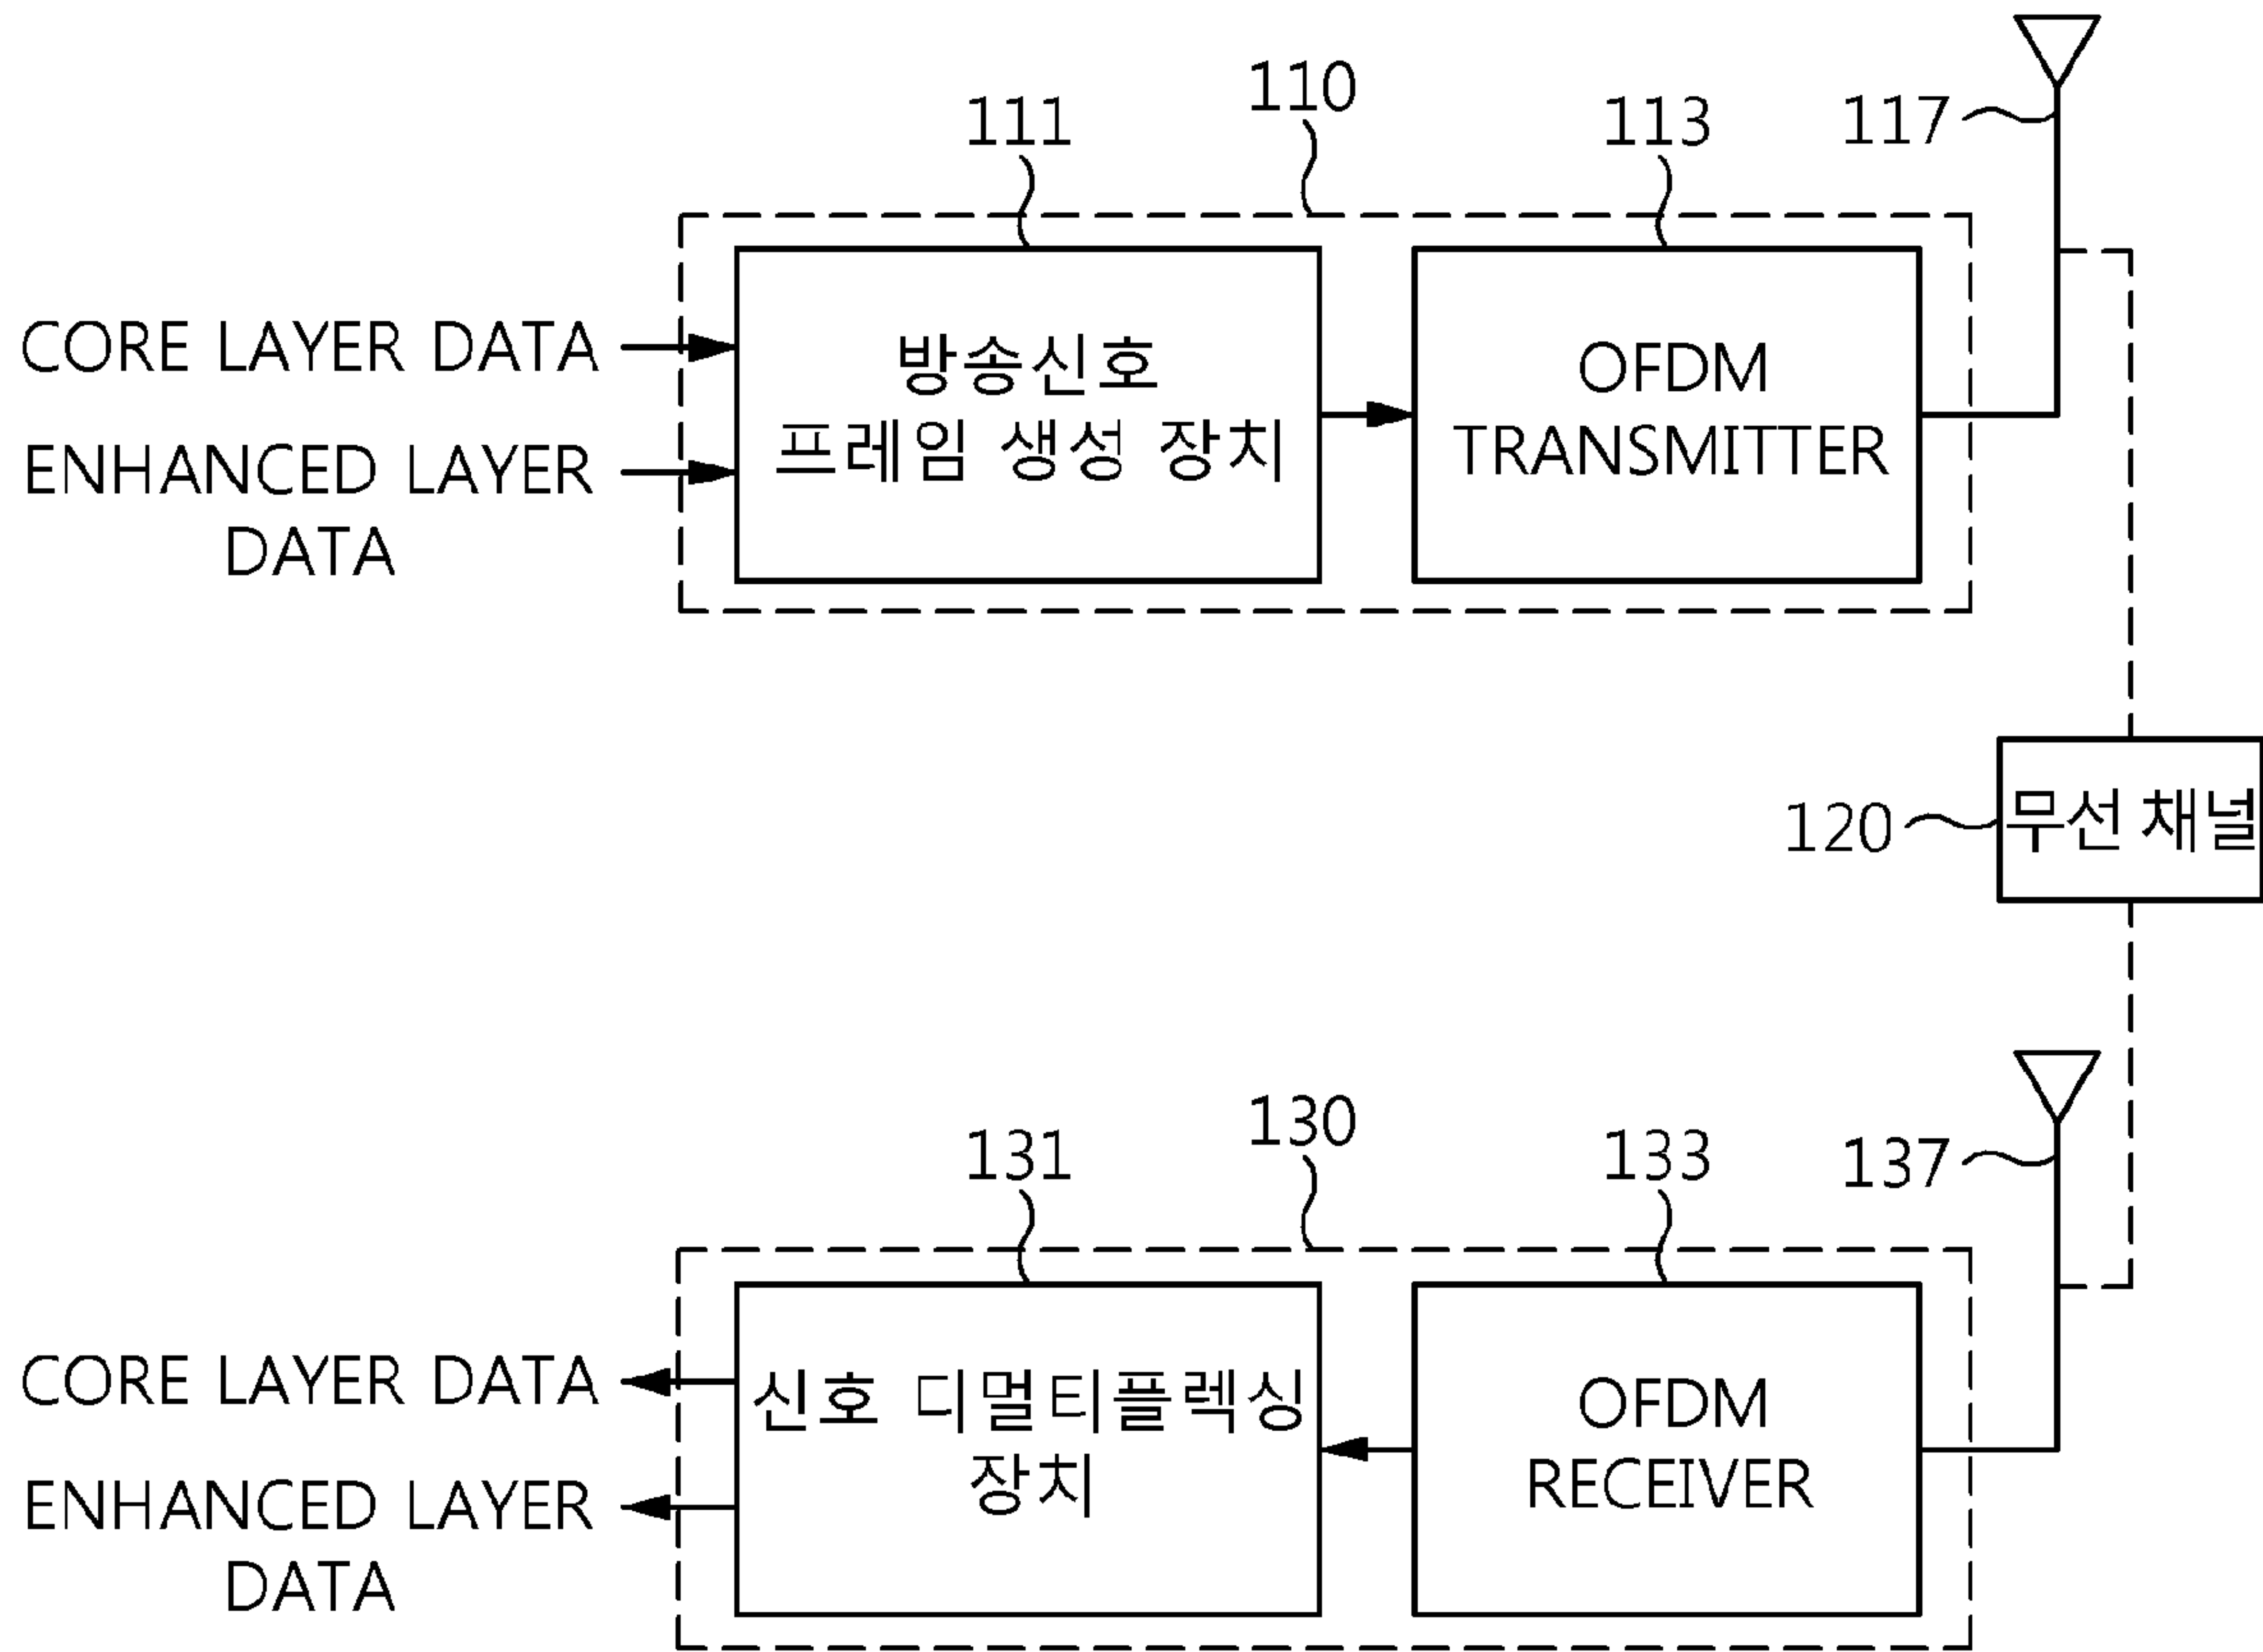 110
111
113
117
CORE LAYER DATA
ENHANCED LAYER
DATA
방송신호
프레임 생성 장치
OFDM
TRANSMITTER
120
무선 채널
130
131
133
137
CORE LAYER DATA
ENHANCED LAYER
DATA
신호 디멀티플렉싱
장치
OFDM
RECEIVER